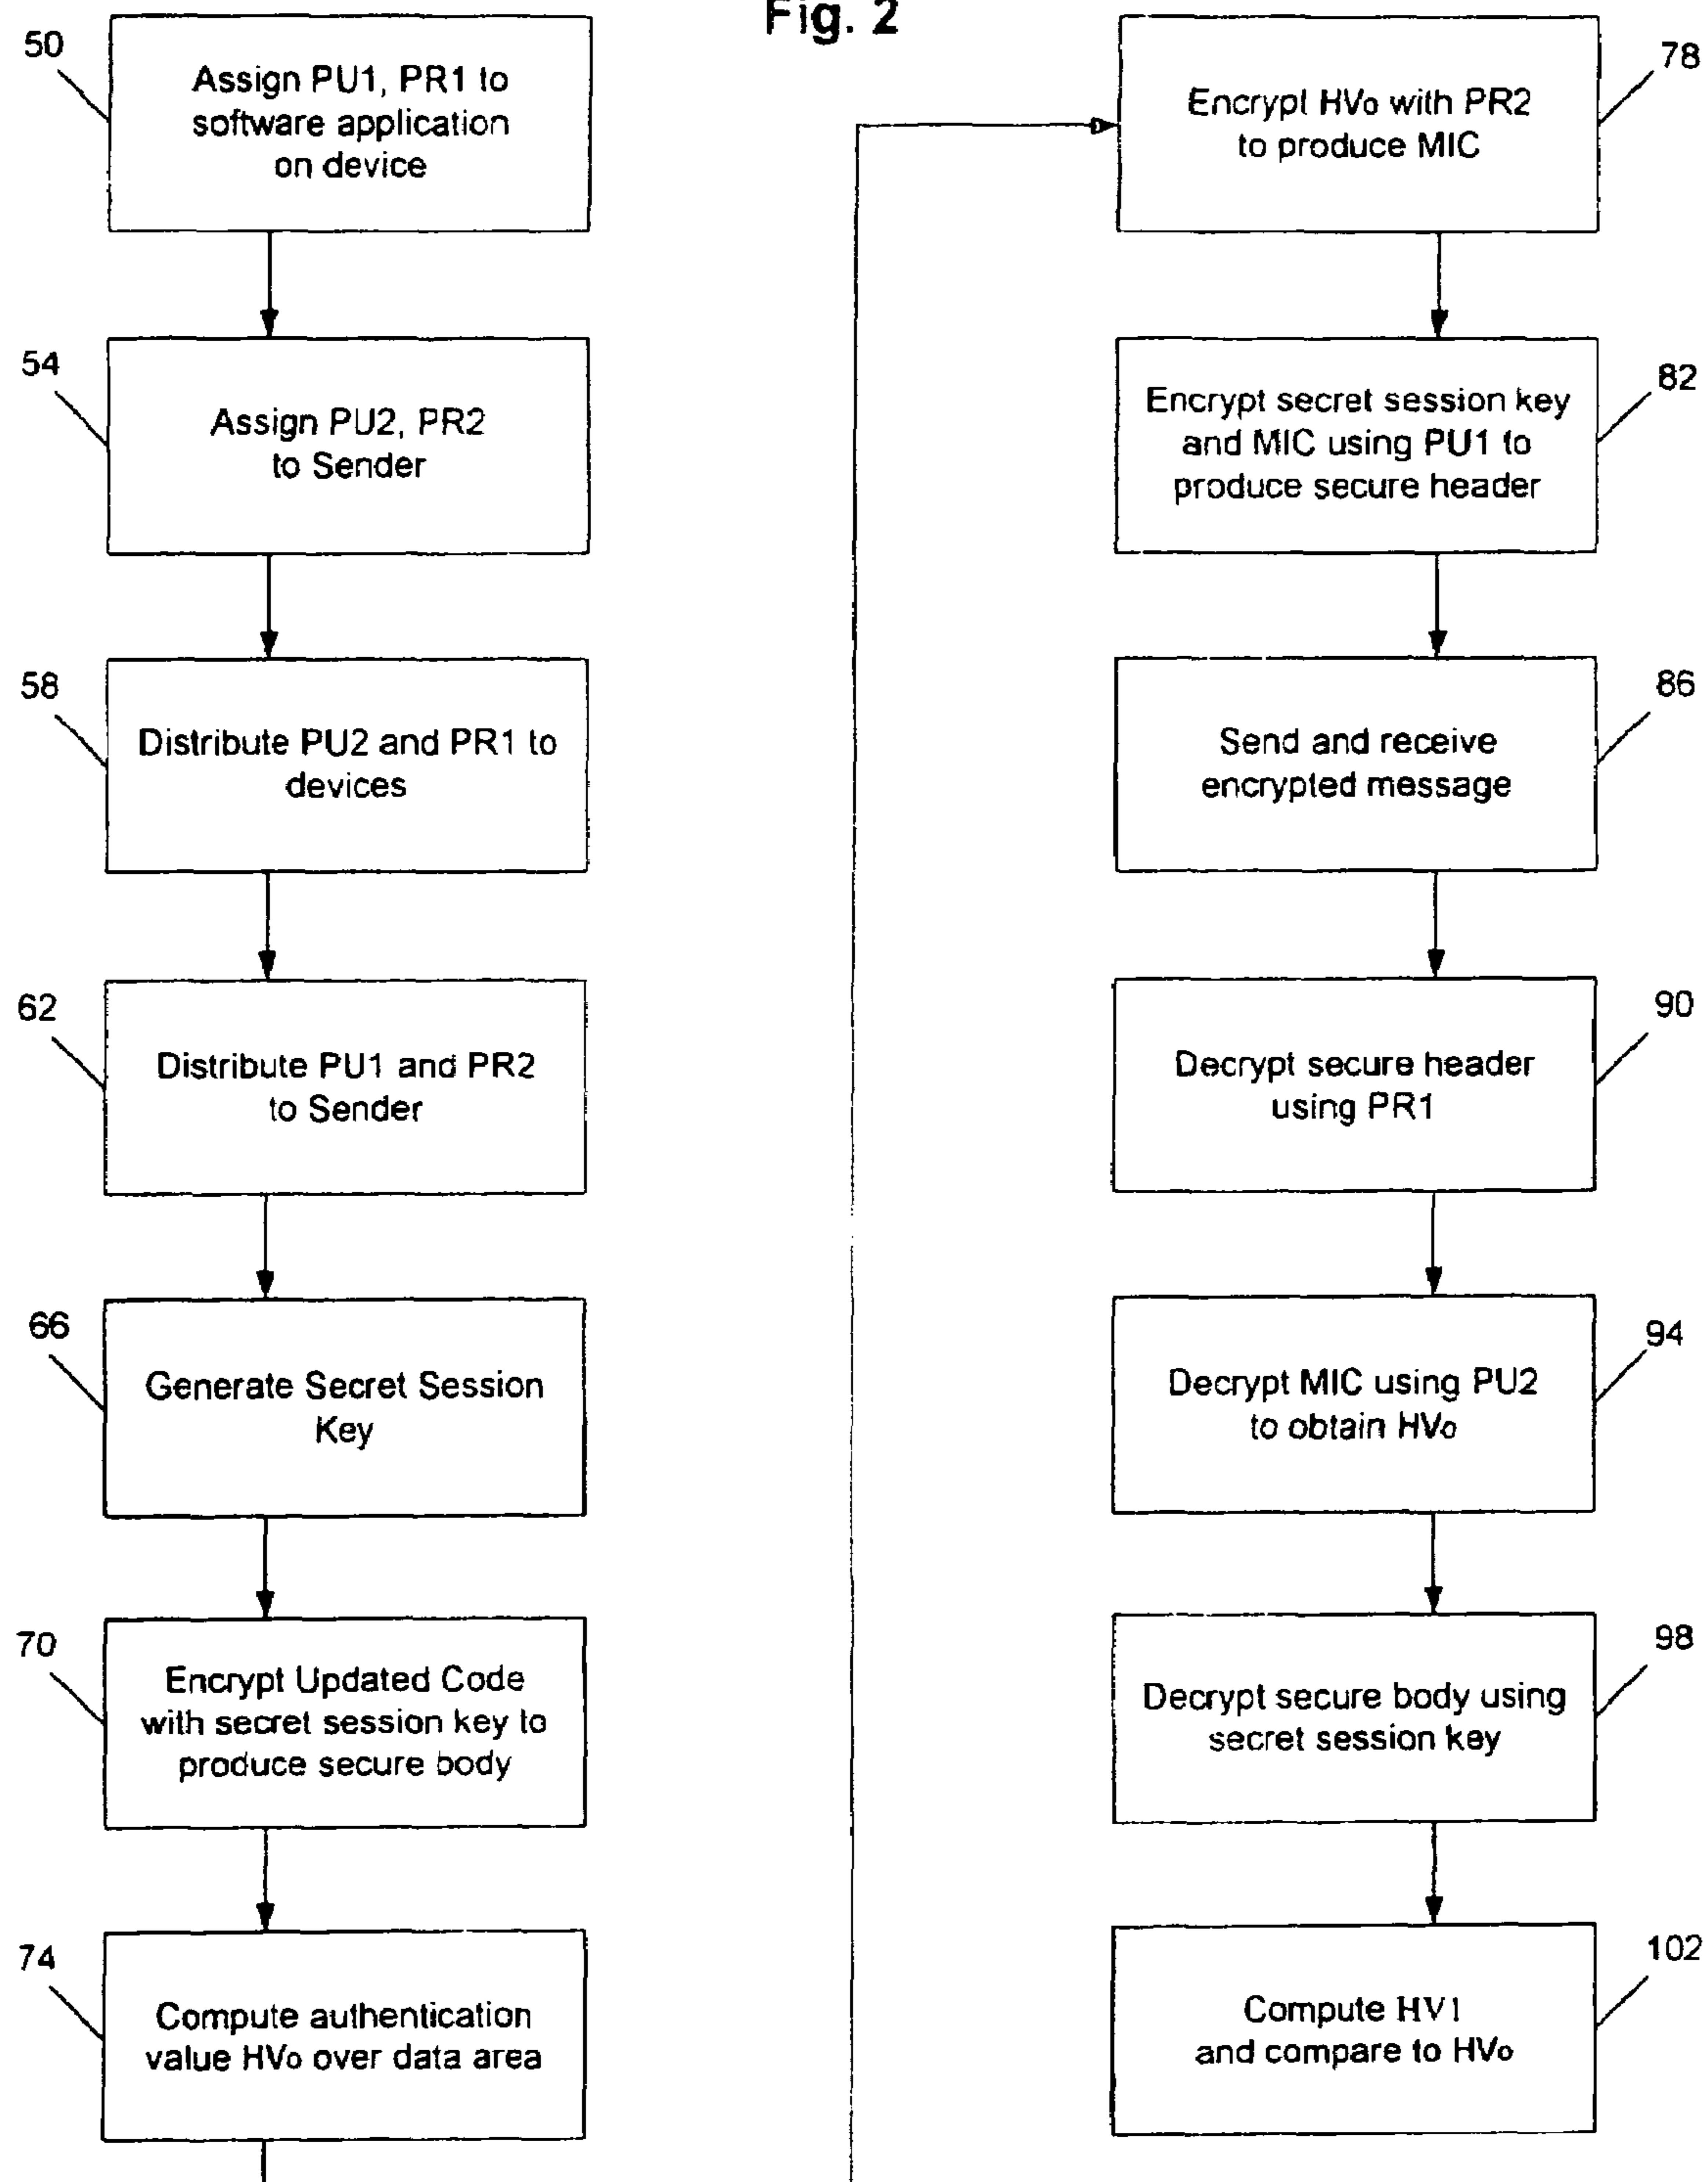 Fig. 2
50
Assign PU1, PR1 to
software application
on device
54
Assign PU2, PR2
to Sender
58
Distribute PU2 and PR1 to
devices
62
Distribute PU1 and PR2
to Sender
66
Generate Secret Session
Key
70
Encrypt Updated Code
with secret session key to
produce secure body
74
Compute authentication
value HVo over data area
78
Encrypt HVo with PR2
to produce MIC
82
Encrypt secret session key
and MIC using PU1 to
produce secure header
86
Send and receive
encrypted message
90
Decrypt secure header
using PR1
94
Decrypt MIC using PU2
to obtain HVo
98
Decrypt secure body using
secret session key
102
Compute HV1
and compare to HVo